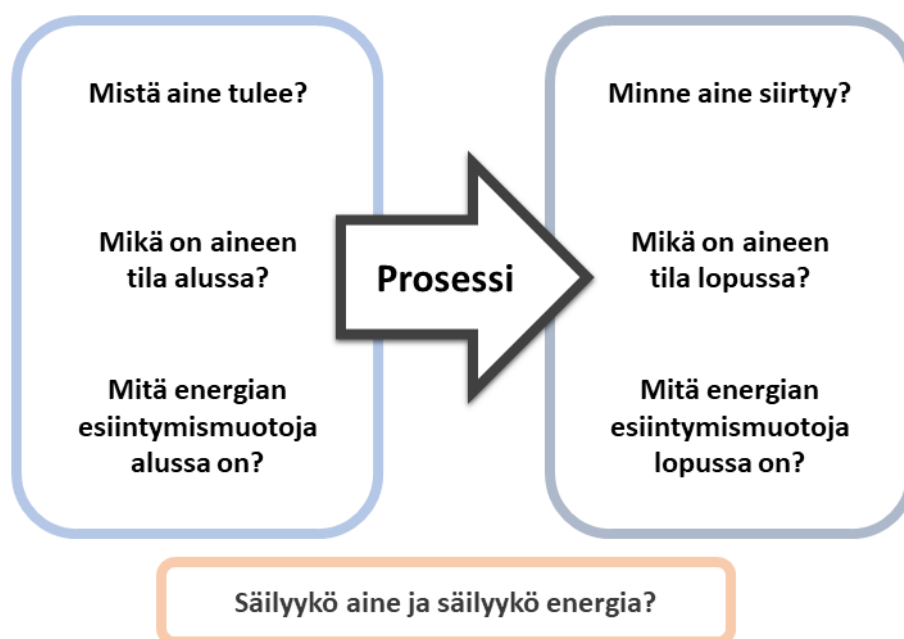 Mistä aine tulee?
Mikä on aineen
tila alussa?
Mitä energian
esiintymismuotoja
alussa on?
Prosessi
Minne aine siirtyy?
Mikä on aineen
tila lopussa?
Mitä energian
esiintymismuotoja
lopussa on?
Säilyykö aine ja säilyykö energia?